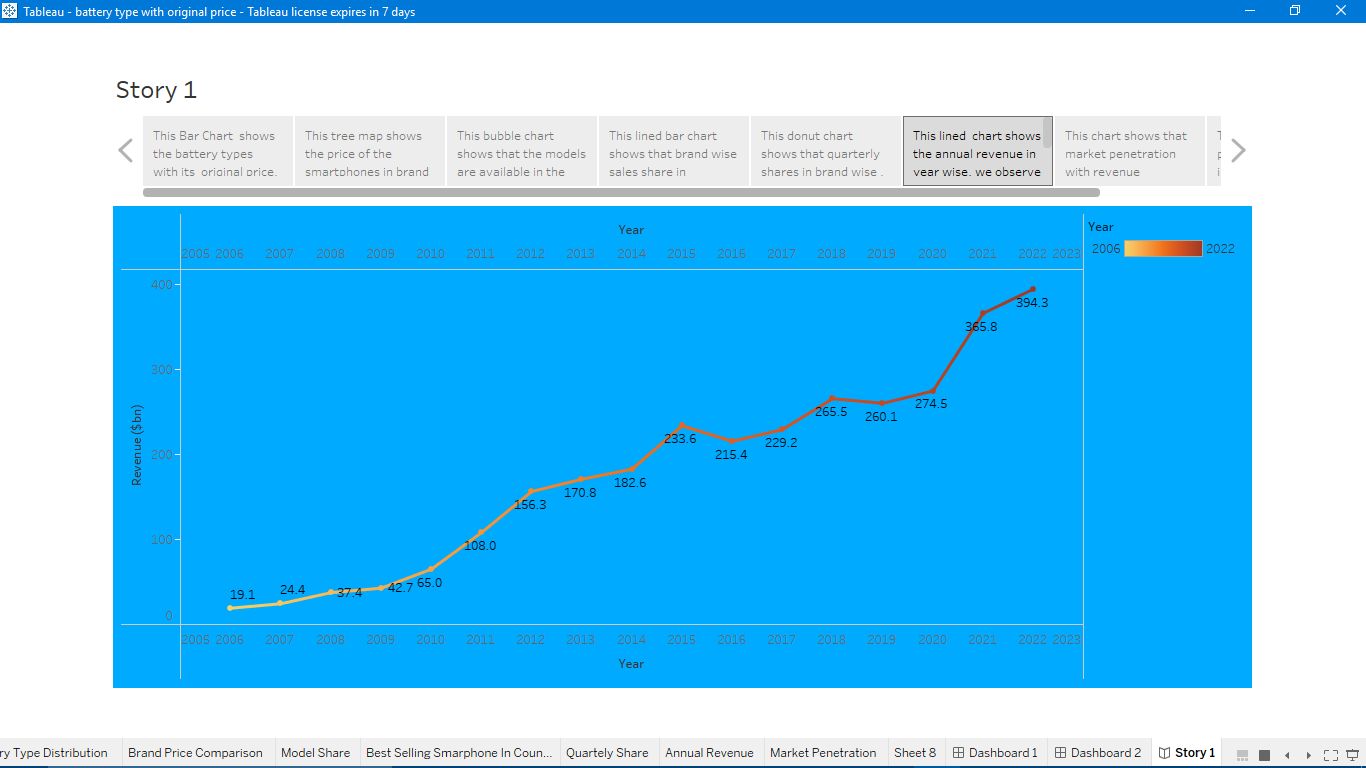 Tableau - battery type with original price - Tableau license expires in 7 days
Story 1
This Bar Chart shows
the battery types
with its original price.
This tree map shows
the price of the
smartphones in brand
This bubble chart
shows that the models
are available in the
This lined bar chart
shows that brand wise
sales share in
This donut chart
shows that quarterly
shares in brand wise .
This lined chart shows
the annual revenue in
year wise. we observe
This chart shows that
market penetration
with revenue
Year
2005 2006 2007 2008 2009 2010 2011 2012 2013 2014 2015 2016 2017 2018 2019 2020 2021 2022 2023
Year
2006 2022
Revenue ($bn)
400
300
200
100
0
19.1
24.4
37.4
42.7
65.0
108.0
156.3
170.8
182.6
233.6
215.4
229.2
265.5
260.1
274.5
365.8
394.3
2005 2006 2007 2008 2009 2010 2011 2012 2013 2014 2015 2016 2017 2018 2019 2020 2021 2022 2023
Year
ry Type Distribution Brand Price Comparison Model Share Best Selling Smarphone In Coun... Quartely Share Annual Revenue Market Penetration Sheet 8 Dashboard 1 Dashboard 2 Story 1